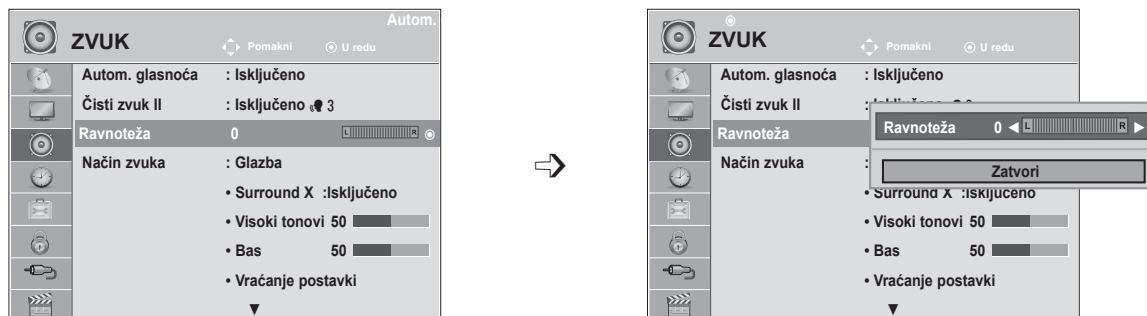 Autom.
ZVUK
Pomakni
U redu
Autom. glasnoća : Isključeno
Čisti zvuk II : Isključeno 3
Ravnoteža 0 L R
Način zvuka : Glazba
• Surround X :Isključeno
• Visoki tonovi 50
• Bas 50
• Vraćanje postavki
▼
ZVUK
Pomakni
U redu
Autom. glasnoća : Isključeno
Čisti zvuk II :
Ravnoteža
Način zvuka :
• Surround X :Isključeno
• Visoki tonovi 50
• Bas 50
• Vraćanje postavki
▼
Ravnoteža 0 ◀ L R ▶
Zatvori